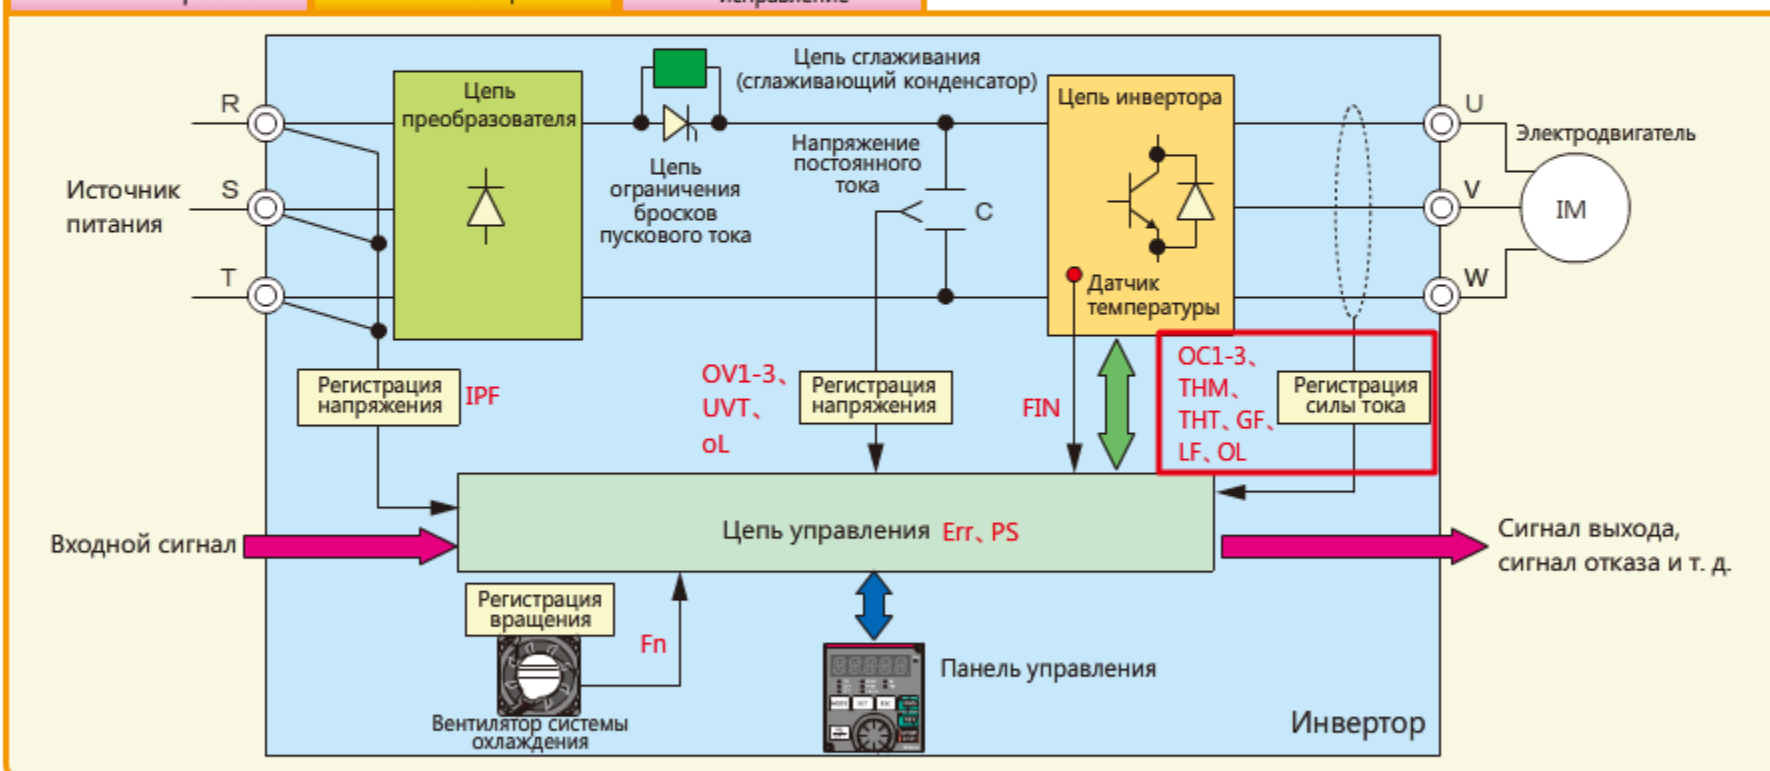 исправление
Цепь сглаживания
(сглаживающий конденсатор)
Цепь
преобразователя
Цепь инвертора
R
U
Электродвигатель
Напряжение
постоянного
тока
Цепь
ограничения
бросков
пускового тока
Источник
питания
S
C
V
IM
T
W
Датчик
температуры
Регистрация
напряжения
IPF
OV1-3、
UVT、
oL
Регистрация
напряжения
FIN
OC1-3、
THM、
THT、GF、
LF、OL
Регистрация
силы тока
Входной сигнал
Цепь управления Err、PS
Сигнал выхода,
сигнал отказа и т. д.
Регистрация
вращения
Fn
Панель управления
Вентилятор системы
охлаждения
Инвертор